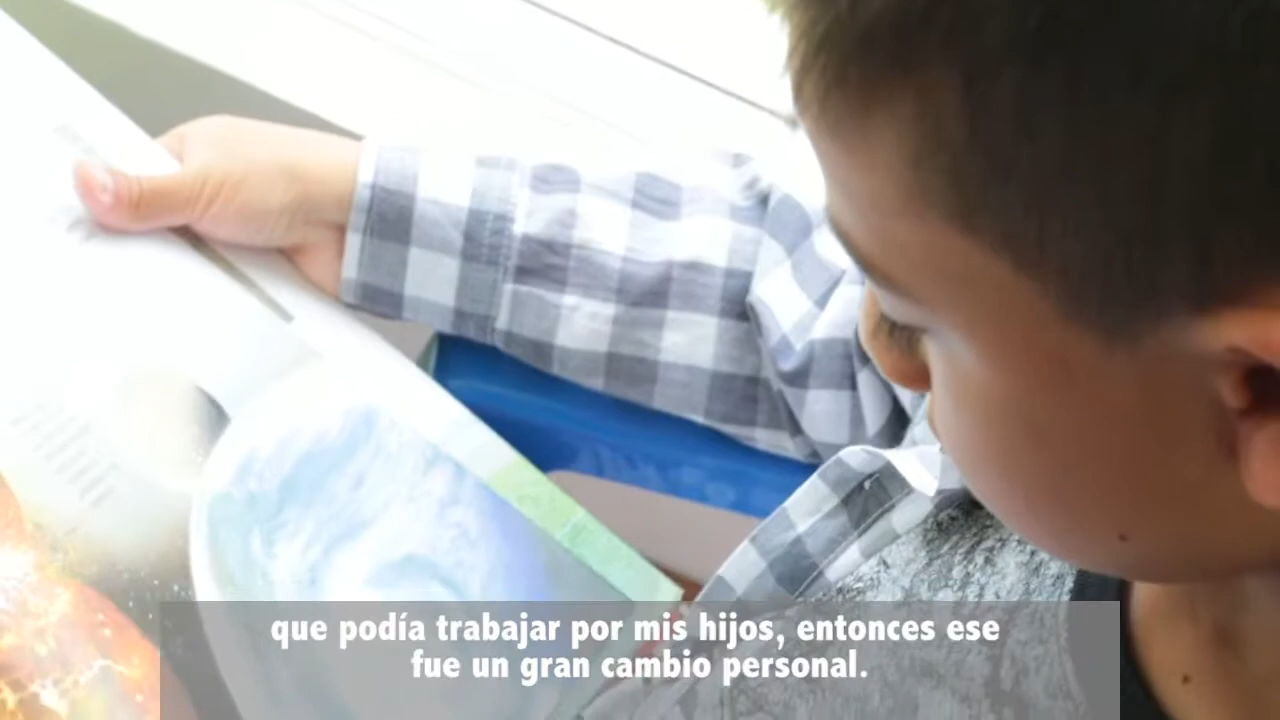 que podía trabajar por mis hijos, entonces ese
fue un gran cambio personal.